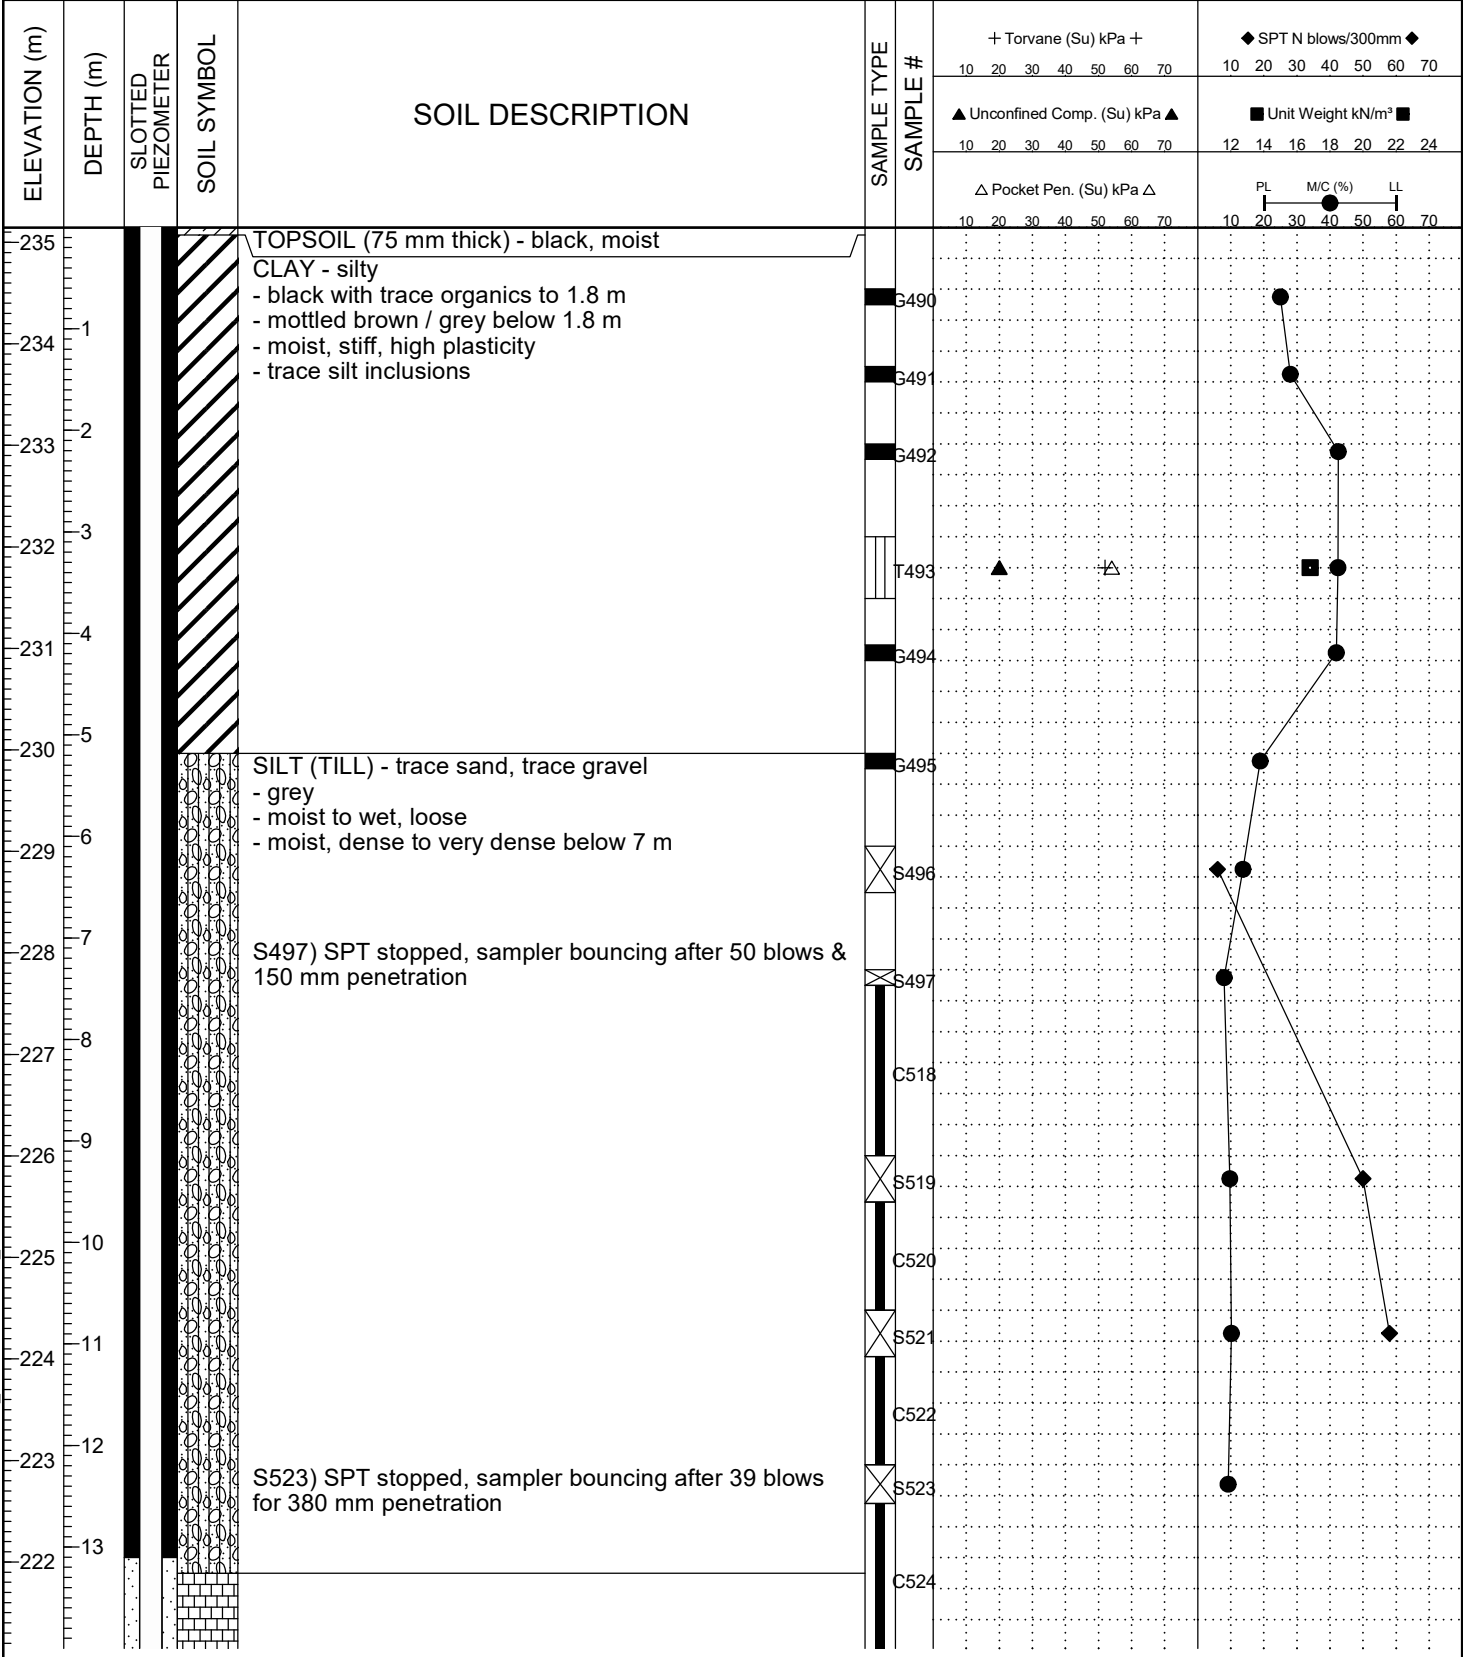 ELEVATION (m)
DEPTH (m)
SLOTTED
PIEZOMETER
SOIL SYMBOL
SOIL DESCRIPTION
SAMPLE TYPE
SAMPLE #
+ Torvane (Su) kPa +
10 20 30 40 50 60 70
▲ Unconfined Comp. (Su) kPa ▲
10 20 30 40 50 60 70
△ Pocket Pen. (Su) kPa △
10 20 30 40 50 60 70
◆ SPT N blows/300mm ◆
10 20 30 40 50 60 70
■ Unit Weight kN/m³ ■
12 14 16 18 20 22 24
PL M/C (%) LL
10 20 30 40 50 60 70
235
TOPSOIL (75 mm thick) - black, moist
CLAY - silty
- black with trace organics to 1.8 m
G490
- mottled brown / grey below 1.8 m
1
234
- moist, stiff, high plasticity
- trace silt inclusions
G491
2
233
G492
3
232
T493
4
231
G494
5
230
SILT (TILL) - trace sand, trace gravel
G495
- grey
- moist to wet, loose
6
- moist, dense to very dense below 7 m
229
S496
7
228
S497) SPT stopped, sampler bouncing after 50 blows &
150 mm penetration
S497
8
227
C518
9
226
S519
10
225
C520
11
S521
224
C522
12
223
S523) SPT stopped, sampler bouncing after 39 blows
for 380 mm penetration
S523
13
222
C524